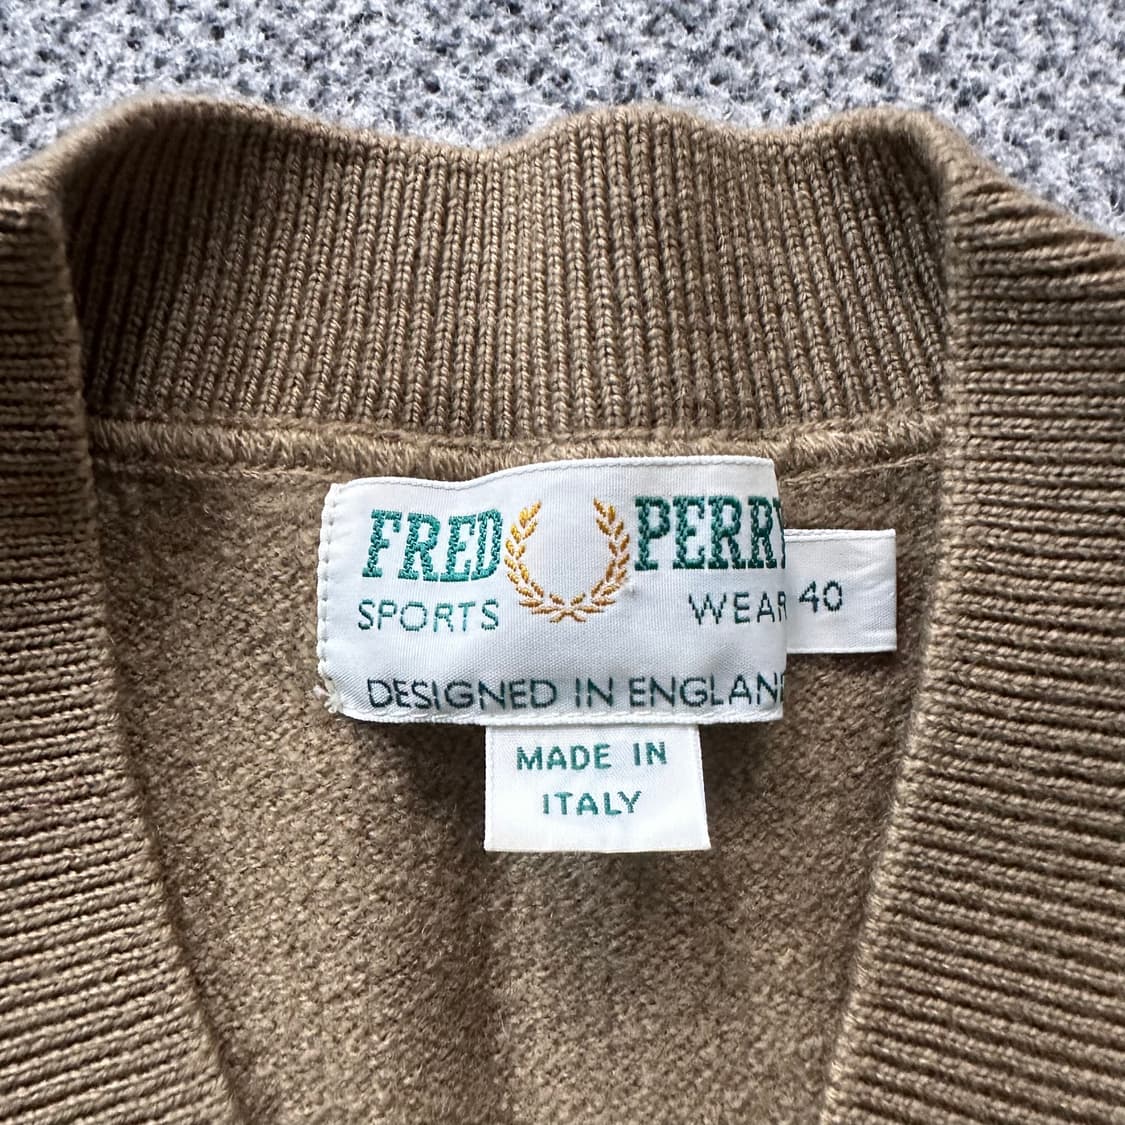 FRED PERRY
SPORTS WEAR
40
DESIGNED IN ENGLAND
MADE IN
ITALY